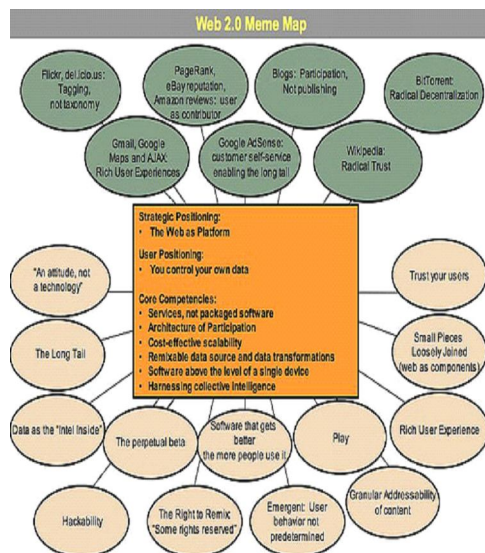 Web 2.0 Meme Map
Flickr, del.icio.us:
Tagging,
not taxonomy
PageRank,
eBay reputation,
Amazon reviews: user
as contributor
Blogs: Participation,
Not publishing
BitTorrent:
Radical Decentralization
Gmail, Google
Maps and AJAX:
Rich User Experiences
Google AdSense:
customer self-service
enabling the long tail
Wikipedia:
Radical Trust
Strategic Positioning:
• The Web as Platform
User Positioning:
• You control your own data
Core Competencies:
• Services, not packaged software
• Architecture of Participation
• Cost-effective scalability
• Remixable data source and data transformations
• Software above the level of a single device
• Harnessing collective intelligence
"An attitude, not
a technology"
Trust your users
The Long Tail
Small Pieces
Loosely Joined
(web as components)
Data as the "Intel Inside"
The perpetual beta
Software that gets
better
the more people use it
Play
Rich User Experience
Hackability
The Right to Remix:
"Some rights reserved"
Emergent: User
behavior not
predetermined
Granular Addressability
of content